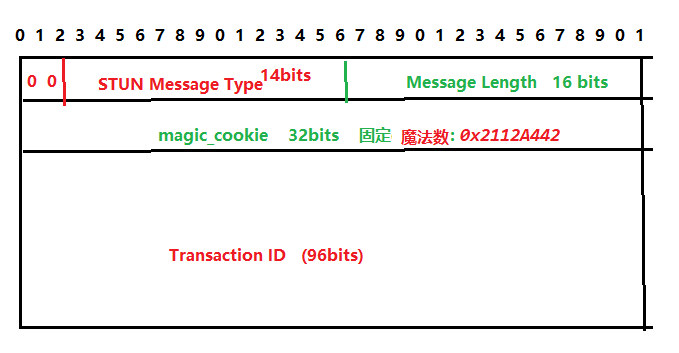 0 1 2 3 4 5 6 7 8 9 0 1 2 3 4 5 6 7 8 9 0 1 2 3 4 5 6 7 8 9 0 1
0 0 STUN Message Type 14bits Message Length 16 bits
magic_cookie 32bits 固定 魔法数: 0x2112A442
Transaction ID (96bits)